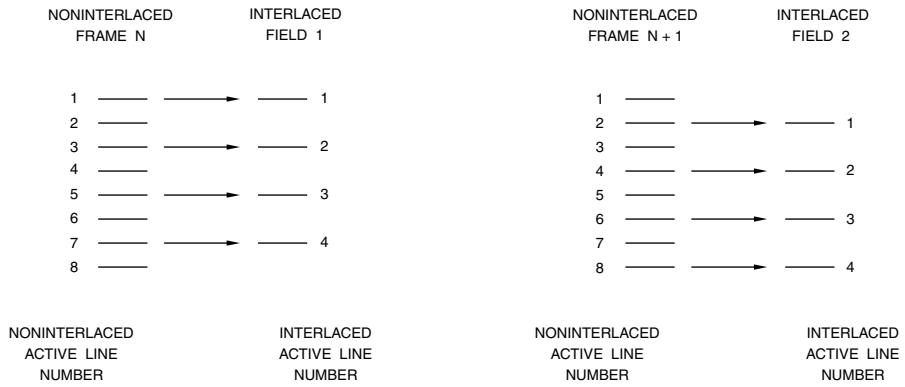 NONINTERLACED INTERLACED NONINTERLACED INTERLACED
FRAME N FIELD 1 FRAME N + 1 FIELD 2
1 1 1
2 2 1
3 2 3
4 4 2
5 3 5
6 6 3
7 4 7
8 8 4
NONINTERLACED INTERLACED NONINTERLACED INTERLACED
ACTIVE LINE ACTIVE LINE ACTIVE LINE ACTIVE LINE
NUMBER NUMBER NUMBER NUMBER